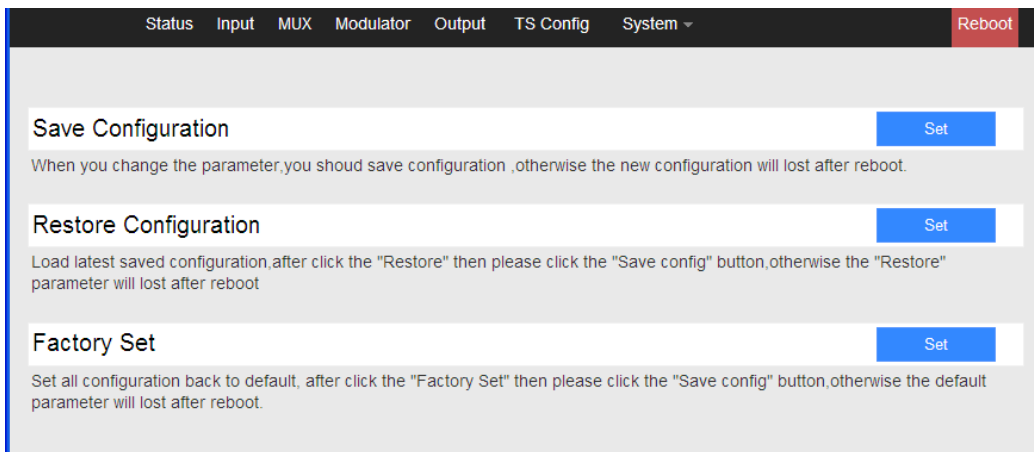 Status Input MUX Modulator Output TS Config System Reboot
Save Configuration Set
When you change the parameter,you shoud save configuration ,otherwise the new configuration will lost after reboot.
Restore Configuration Set
Load latest saved configuration,after click the "Restore" then please click the "Save config" button,otherwise the "Restore"
parameter will lost after reboot
Factory Set Set
Set all configuration back to default, after click the "Factory Set" then please click the "Save config" button,otherwise the default
parameter will lost after reboot.